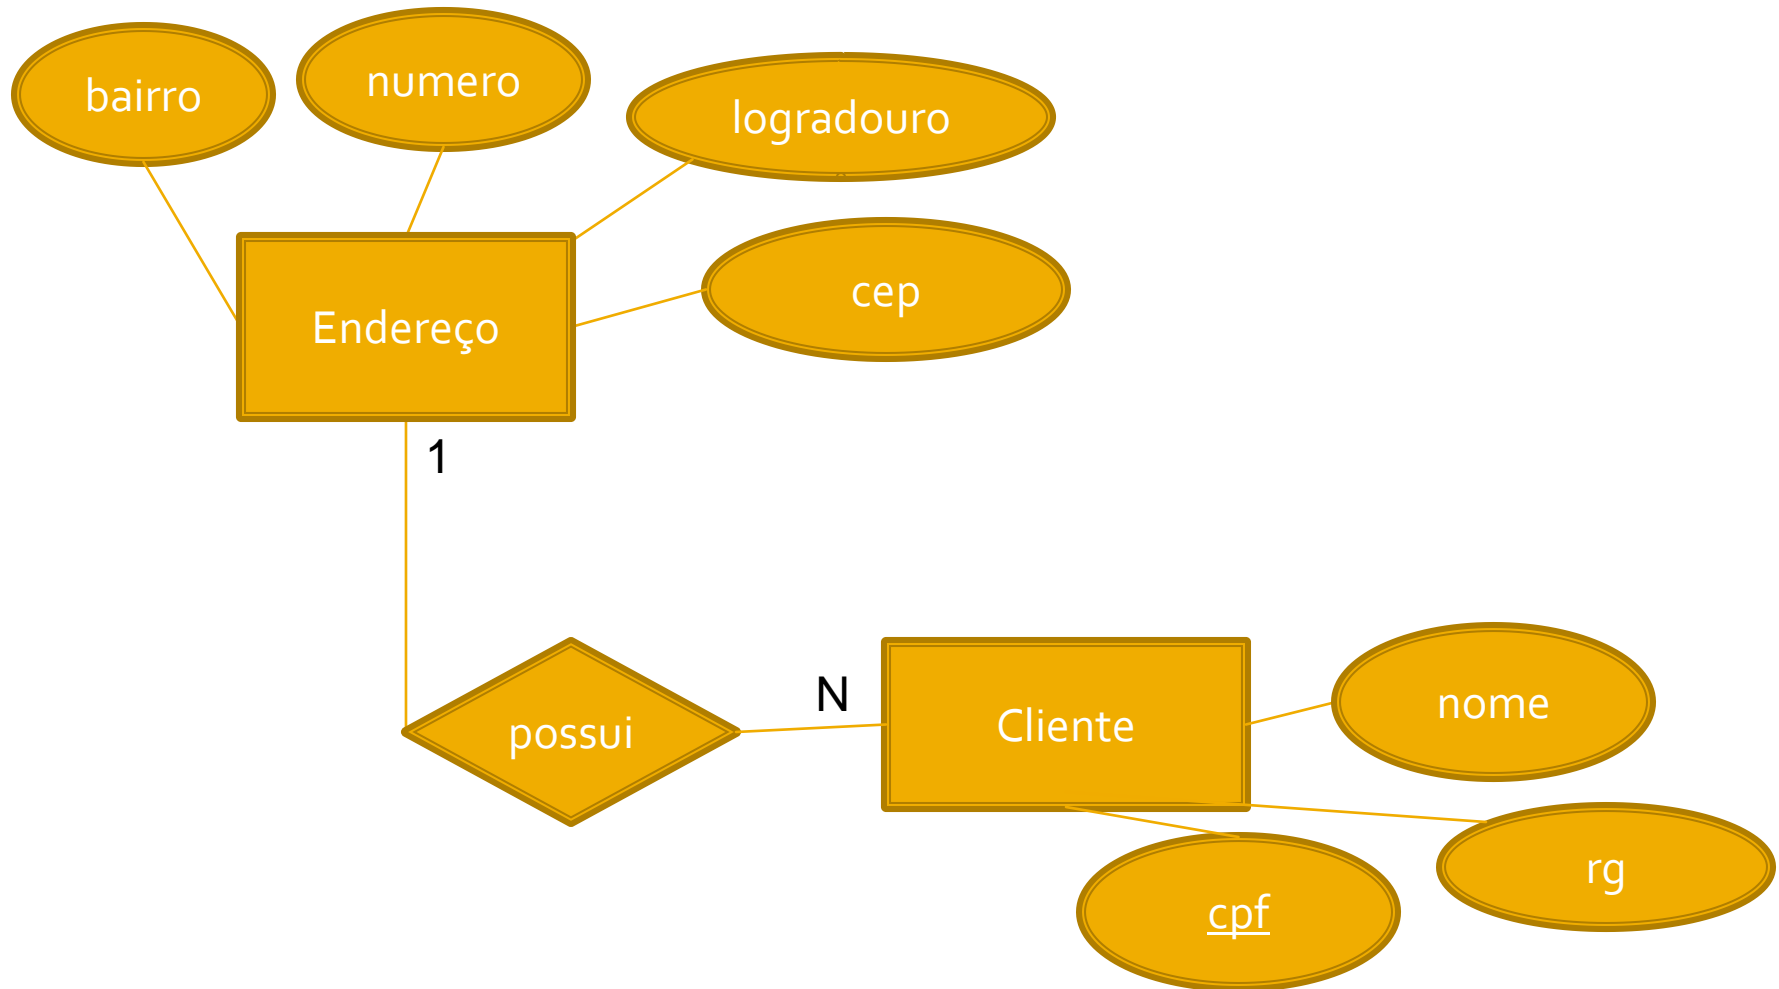 bairro
numero
logradouro
cep
Endereço
1
possui
N
Cliente
nome
rg
cpf